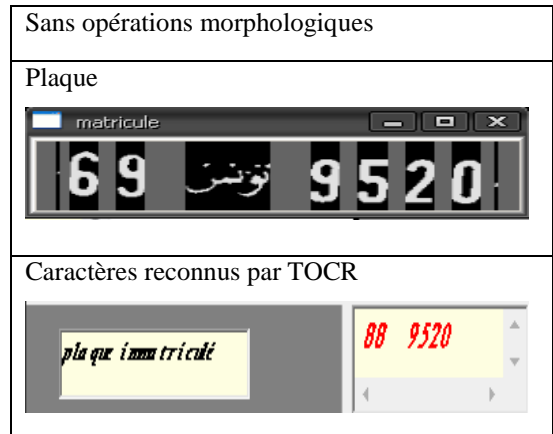 Sans opérations morphologiques
Plaque
matricule
69 تونس 9520
Caractères reconnus par TOCR
plaque immatriculé
88 9520